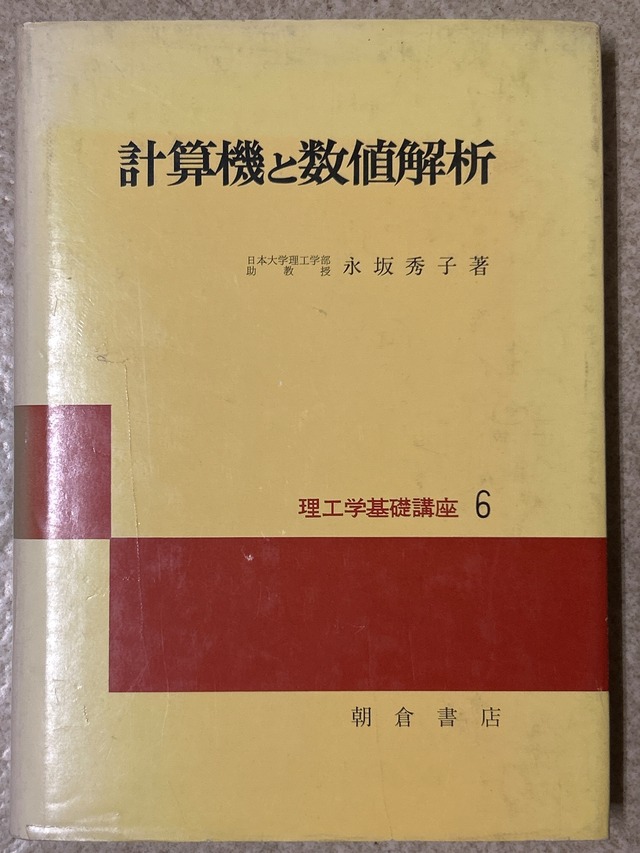 計算機と数値解析
日本大学理工学部
助教授 永坂秀子著
理工学基礎講座 6
朝倉書店